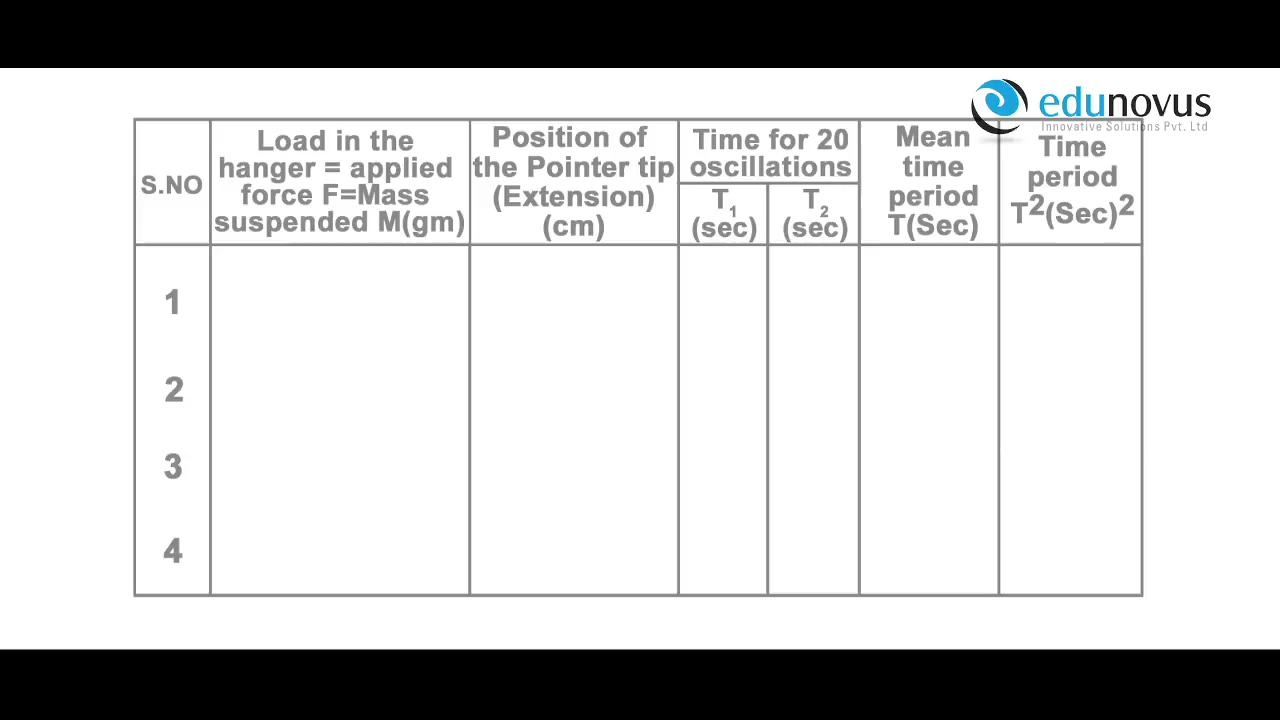 edunovus
Innovative Solutions Pvt. Ltd
S.NO
Load in the
hanger = applied
force F=Mass
suspended M(gm)
Position of
the Pointer tip
(Extension)
(cm)
Time for 20
oscillations
T₁
(sec)
T₂
(sec)
Mean
time
period
T(Sec)
Time
period
T²(Sec)²
1
2
3
4